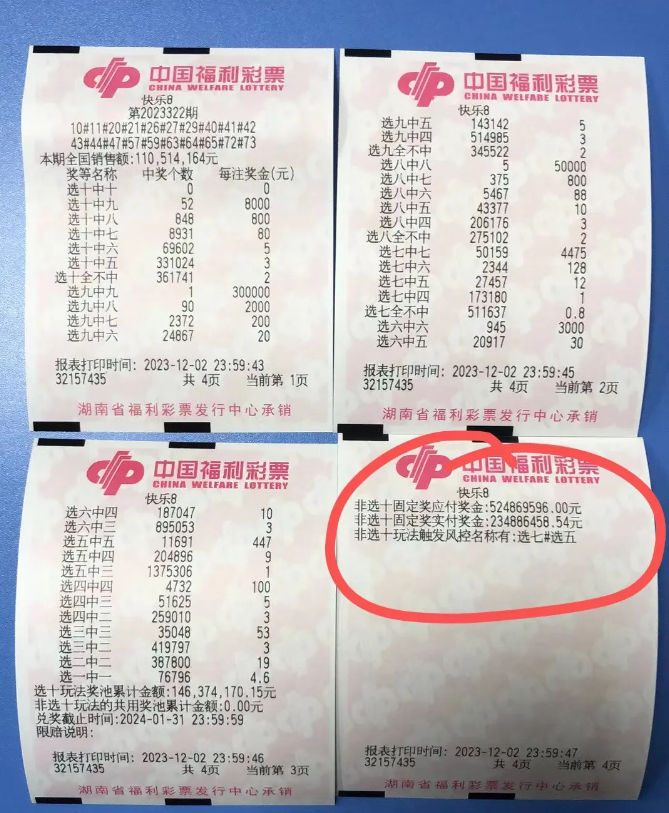 中国福利彩票
CHINA WELFARE LOTTERY
快乐8
第2023322期
10#11#20#21#26#27#29#40#41#42
43#44#47#57#59#63#64#65#72#73
本期全国销售额:110,514,164元
奖等名称 中奖个数 每注奖金(元)
选十中十 0 0
选十中九 52 8000
选十中八 848 800
选十中七 8931 80
选十中六 69602 5
选十中五 331024 3
选十全不中 361741 2
选九中九 1 300000
选九中八 90 2000
选九中七 2372 200
选九中六 24867 20
报表打印时间: 2023-12-02 23:59:43
32157435 共 4页 当前第 1页
湖南省福利彩票发行中心承销
中国福利彩票
CHINA WELFARE LOTTERY
快乐8
选九中五 143142 5
选九中四 514985 3
选九全不中 345522 2
选八中八 5 50000
选八中七 375 800
选八中六 5467 88
选八中五 43377 10
选八中四 206176 3
选八全不中 275102 2
选七中七 50159 4475
选七中六 2344 128
选七中五 27457 12
选七中四 173180 1
选七全不中 511637 0.8
选六中六 945 3000
选六中五 20917 30
报表打印时间: 2023-12-02 23:59:45
32157435 共 4页 当前第 2页
湖南省福利彩票发行中心承销
中国福利彩票
CHINA WELFARE LOTTERY
快乐8
选六中四 187047 10
选六中三 895053 3
选五中五 11691 447
选五中四 204896 9
选五中三 1375306 1
选四中四 4732 100
选四中三 51625 5
选四中二 259010 3
选三中三 35048 53
选三中二 419797 3
选二中二 387800 19
选一中一 76796 4.6
选十玩法奖池累计金额:146,374,170.15元
非选十玩法的共用奖池累计金额:0.00元
兑奖截止时间:2024-01-31 23:59:59
限赔说明:
报表打印时间: 2023-12-02 23:59:46
32157435 共 4页 当前第 3页
湖南省福利彩票发行中心承销
中国福利彩票
CHINA WELFARE LOTTERY
快乐8
非选十固定奖应付奖金:524869596.00元
非选十固定奖实付奖金:234886458.54元
非选十玩法触发风控名称有:选七#选五
报表打印时间: 2023-12-02 23:59:47
32157435 共 4页 当前第 4页
湖南省福利彩票发行中心承销